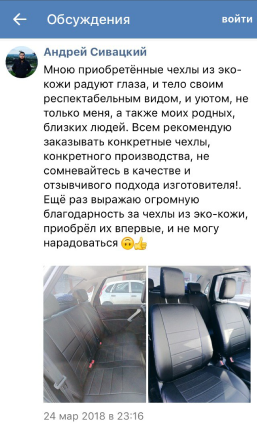 Обсуждения
войти
Андрей Сивацкий
Мною приобретённые чехлы из эко-
кожи радуют глаза, и тело своим
респектабельным видом, и уютом, не
только меня, а также моих родных,
близких людей. Всем рекомендую
заказывать конкретные чехлы,
конкретного производства, не
сомневайтесь в качестве и
отзывчивого подхода изготовителя!.
Ещё раз выражаю огромную
благодарность за чехлы из эко-кожи,
приобрёл их впервые, и не могу
нарадоваться 🙃👍
24 мар 2018 в 23:16